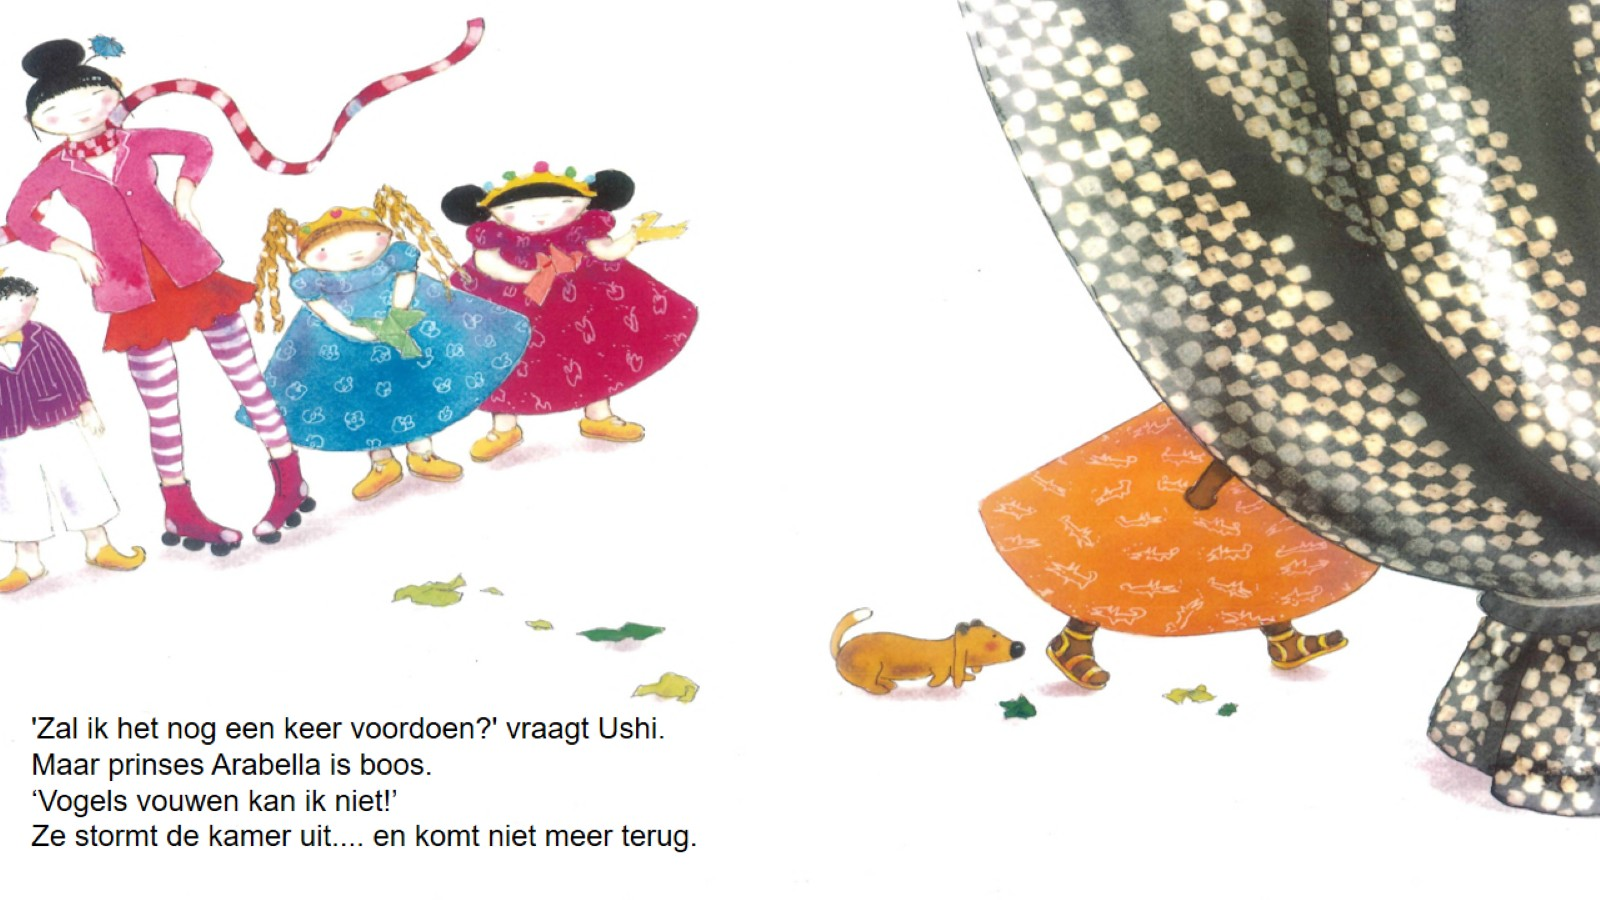 'Zal ik het nog een keer voordoen?' vraagt Ushi.
Maar prinses Arabella is boos.
‘Vogels vouwen kan ik niet!’
Ze stormt de kamer uit.... en komt niet meer terug.